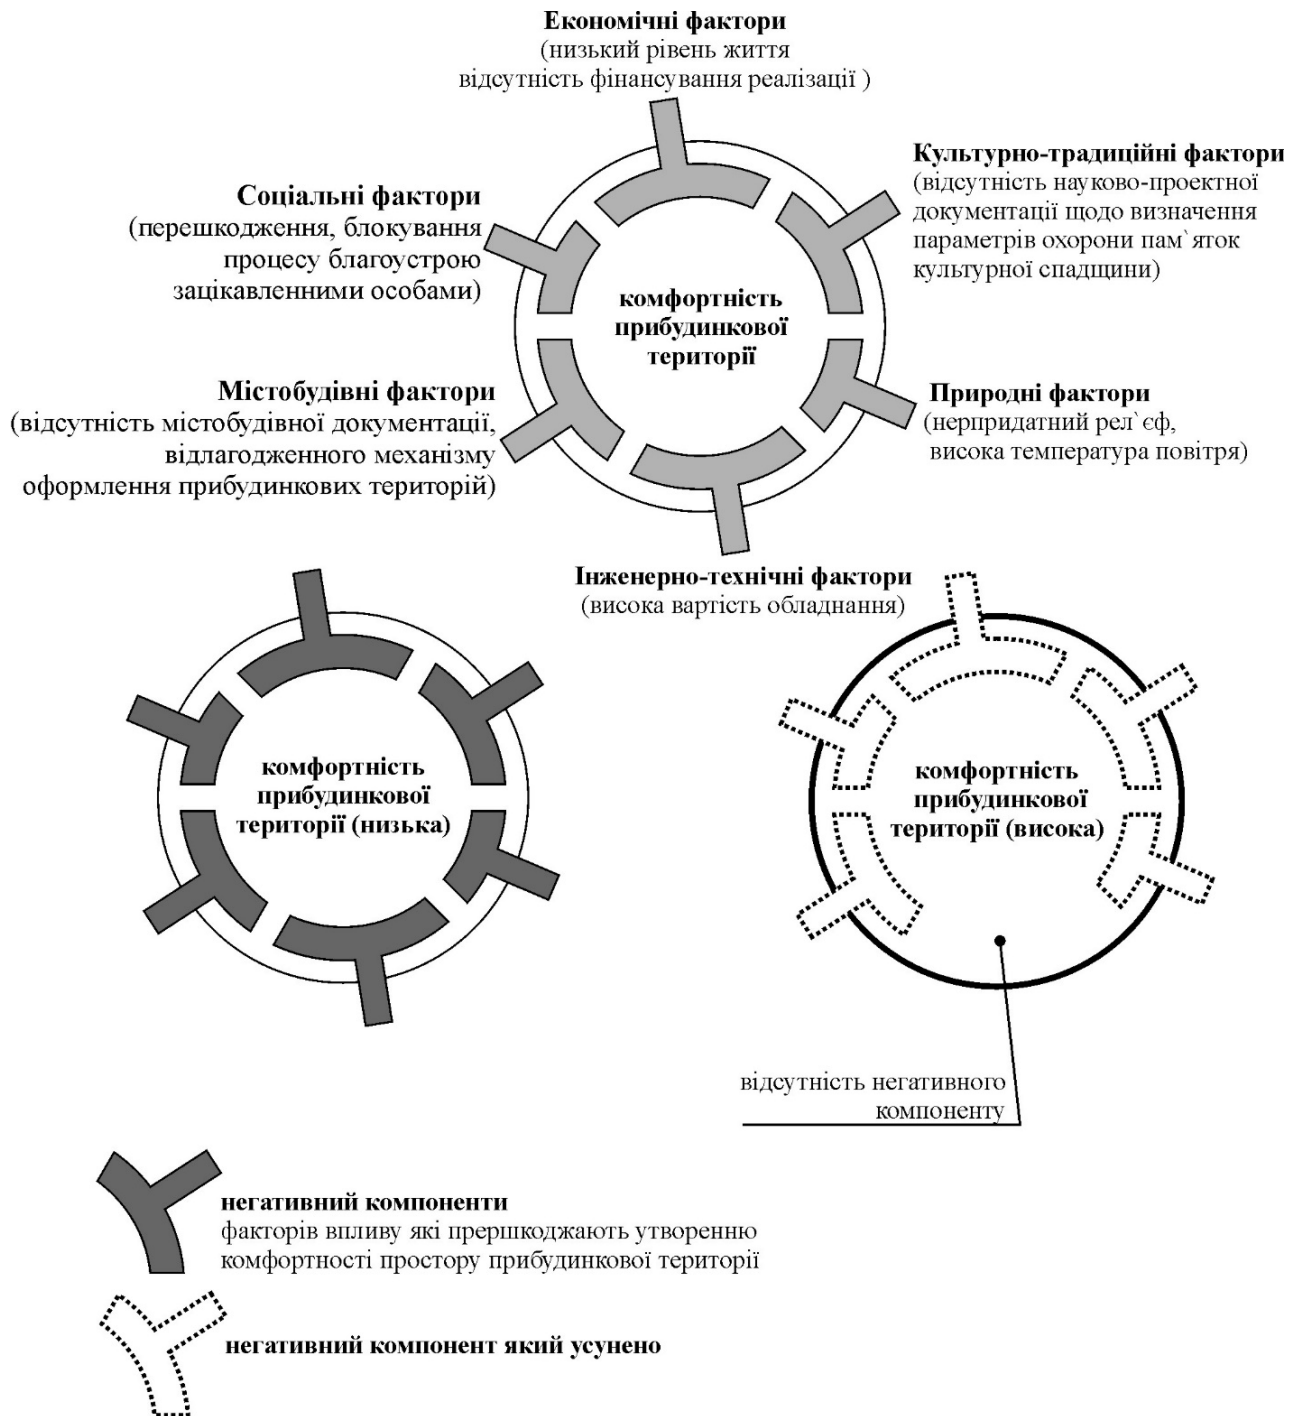 Економічні фактори
(низький рівень життя
відсутність фінансування реалізації )
Культурно-традиційні фактори
(відсутність науково-проектної
документації щодо визначення
параметрів охорони пам`яток
культурної спадщини)
Соціальні фактори
(перешкодження, блокування
процесу благоустрою
зацікавленними особами)
комфортність
прибудинкової
території
Містобудівні фактори
(відсутність містобудівної документації,
відлагодженного механізму
оформлення прибудинкових територій)
Природні фактори
(нерпридатний рел`єф,
висока температура повітря)
Інженерно-технічні фактори
(висока вартість обладнання)
комфортність
прибудинкової
території (низька)
комфортність
прибудинкової
території (висока)
відсутність негативного
компоненту
негативний компоненти
факторів впливу які прершкоджають утворенню
комфортності простору прибудинкової території
негативний компонент який усунено